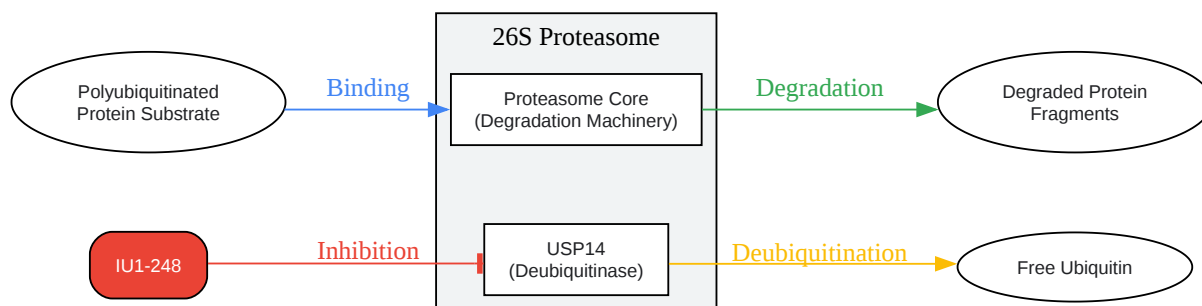 26S Proteasome
Polyubiquitinated
Protein Substrate
Binding
Proteasome Core
(Degradation Machinery)
Degradation
Degraded Protein
Fragments
IU1-248
Inhibition
USP14
(Deubiquitinase)
Deubiquitination
Free Ubiquitin